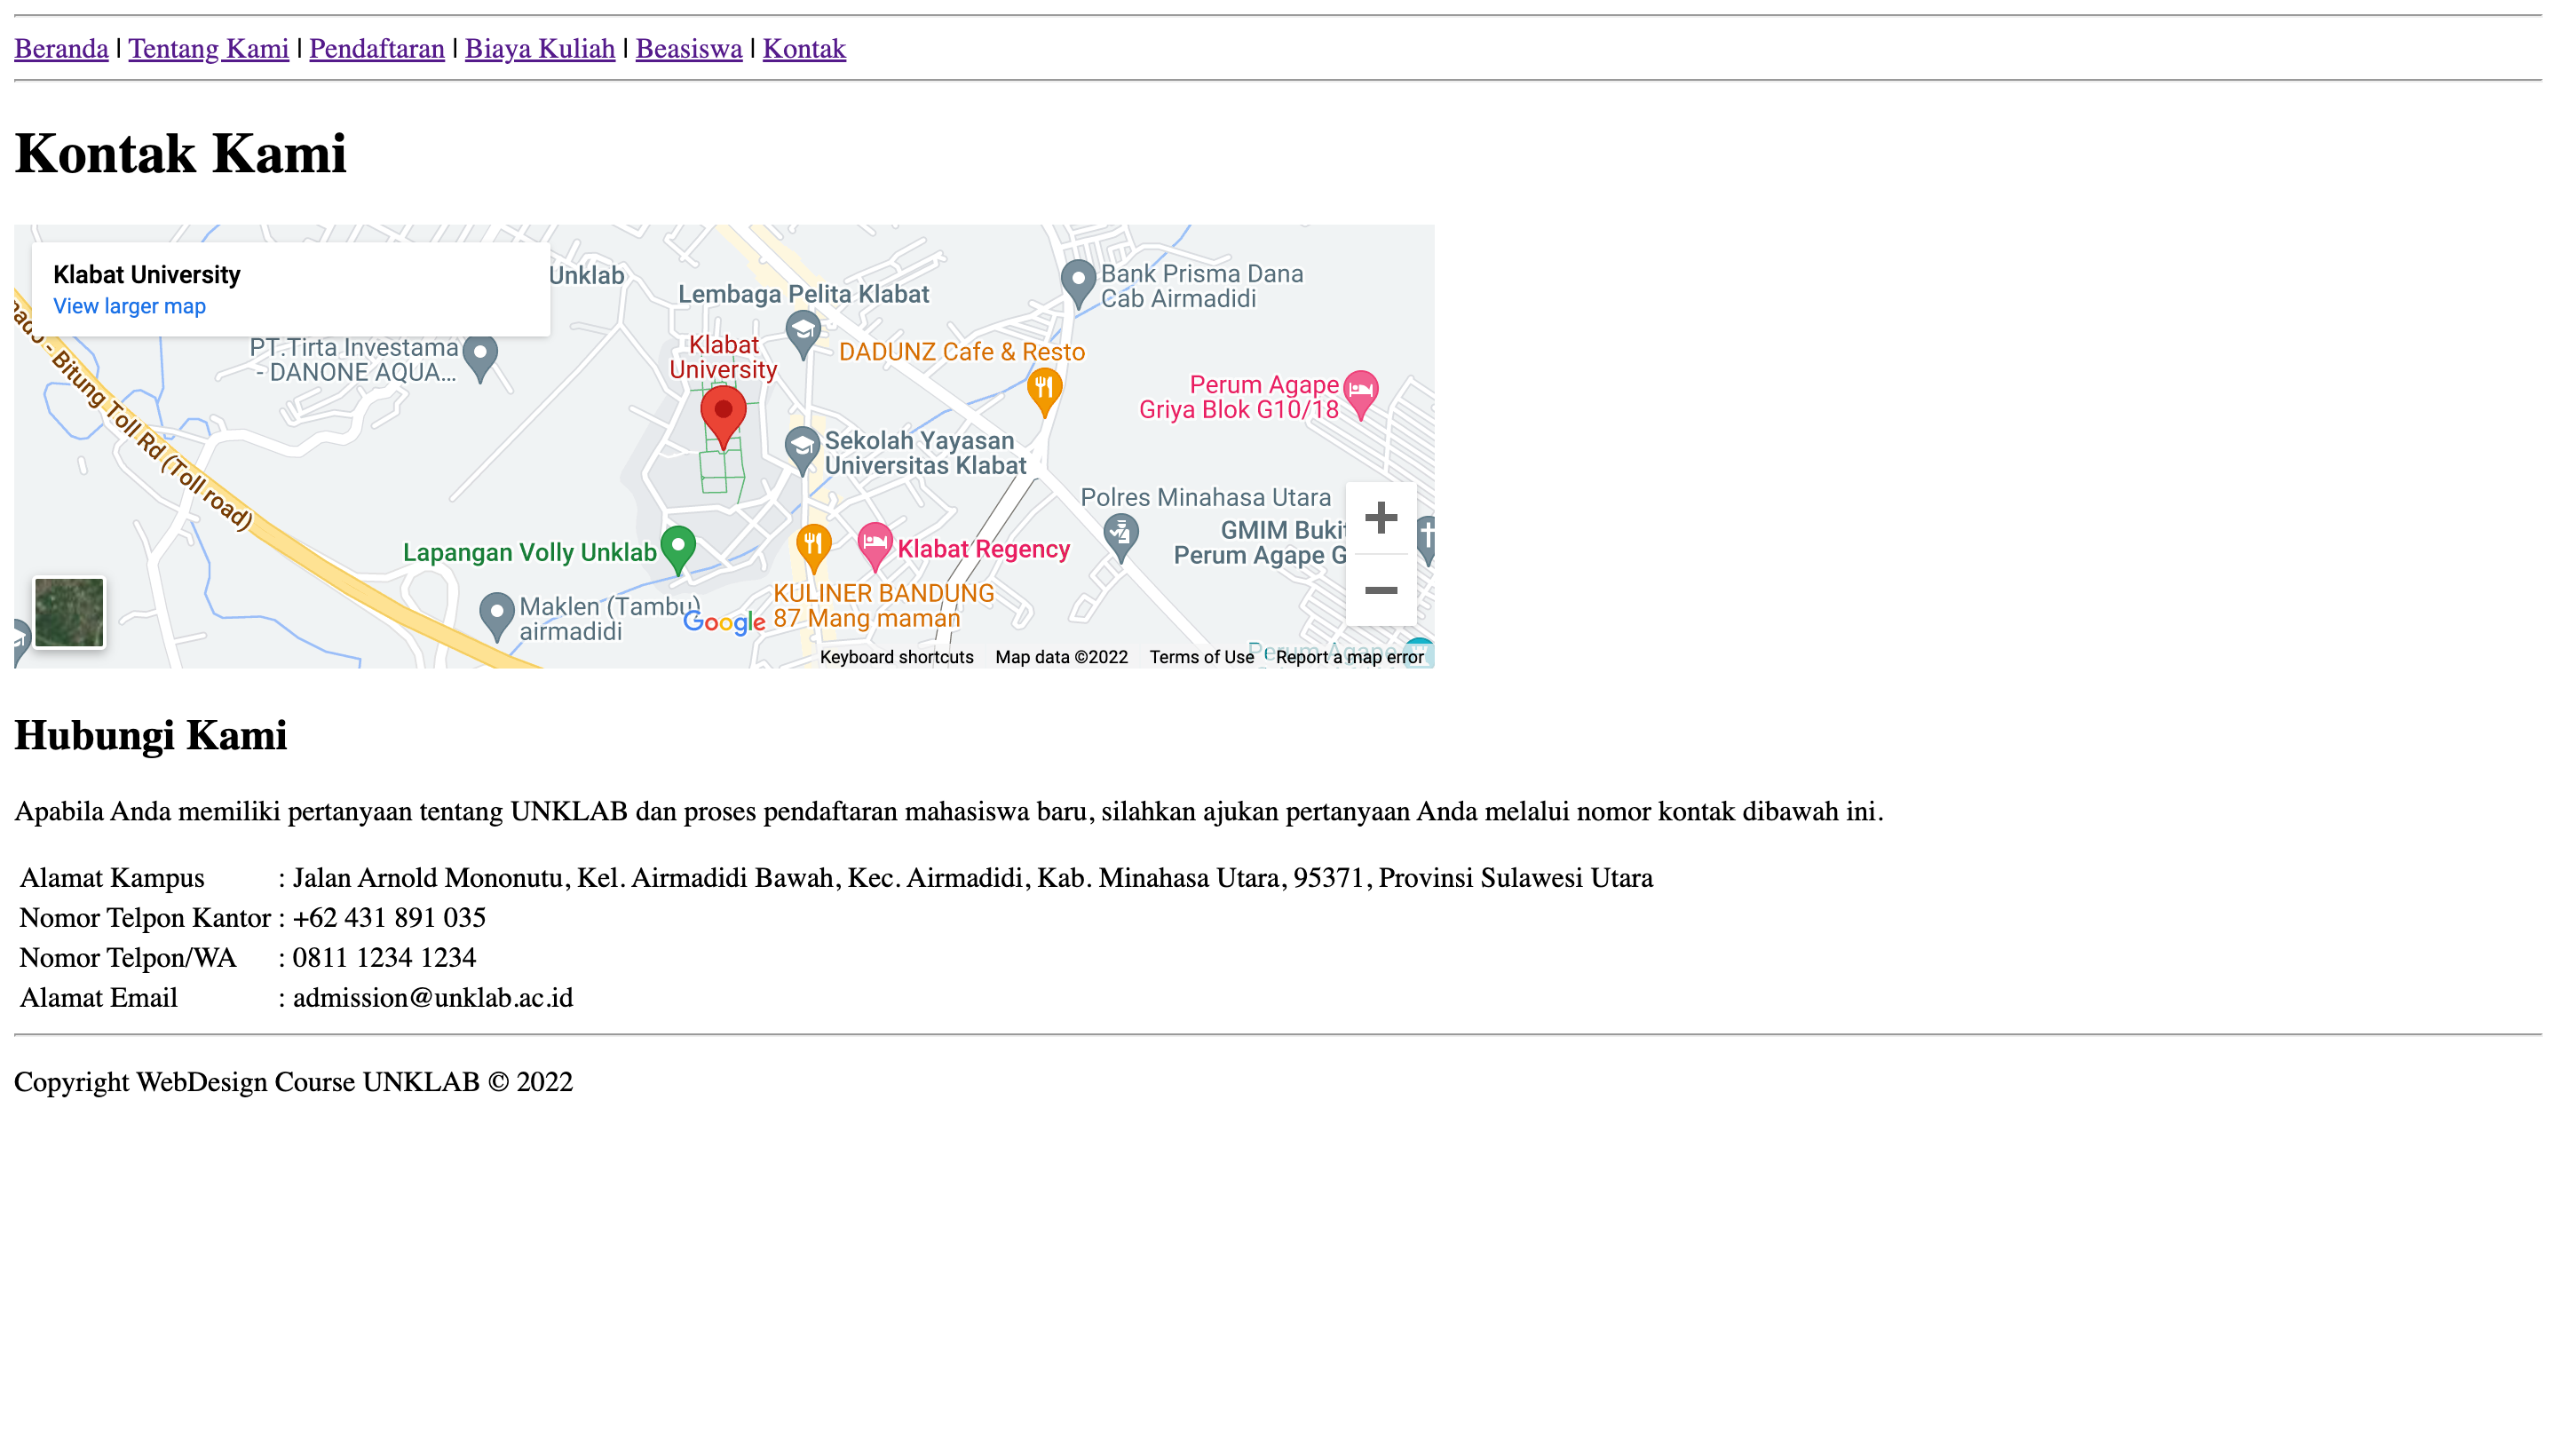 Beranda | Tentang Kami | Pendaftaran | Biaya Kuliah | Beasiswa | Kontak
Kontak Kami
Klabat University
View larger map
Unklab
Lembaga Pelita Klabat
Bank Prisma Dana
Cab Airmadidi
PT.Tirta Investama
- DANONE AQUA...
Klabat
University
DADUNZ Cafe & Resto
Perum Agape
Griya Blok G10/18
Bitung Toll Rd (Toll road)
Sekolah Yayasan
Universitas Klabat
Polres Minahasa Utara
GMIM Bukit
Perum Agape G
Lapangan Volly Unklab
Klabat Regency
KULINER BANDUNG
87 Mang maman
Maklen (Tambu)
airmadidi
Google
Perum Agape
Keyboard shortcuts Map data ©2022 Terms of Use Report a map error
Hubungi Kami
Apabila Anda memiliki pertanyaan tentang UNKLAB dan proses pendaftaran mahasiswa baru, silahkan ajukan pertanyaan Anda melalui nomor kontak dibawah ini.
Alamat Kampus : Jalan Arnold Mononutu, Kel. Airmadidi Bawah, Kec. Airmadidi, Kab. Minahasa Utara, 95371, Provinsi Sulawesi Utara
Nomor Telpon Kantor : +62 431 891 035
Nomor Telpon/WA : 0811 1234 1234
Alamat Email : admission@unklab.ac.id
Copyright WebDesign Course UNKLAB © 2022